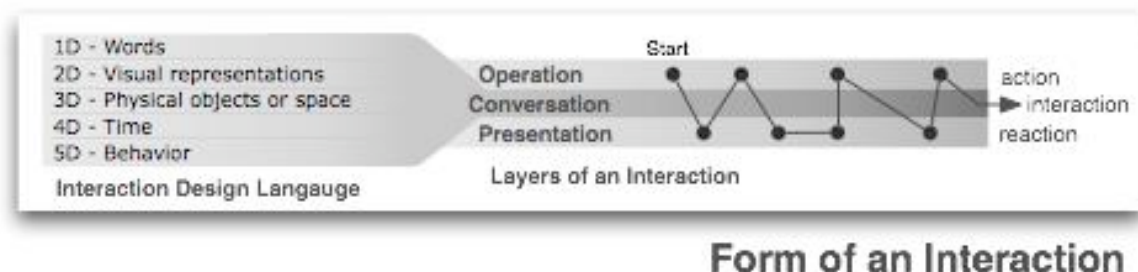 1D - Words
2D - Visual representations
3D - Physical objects or space
4D - Time
5D - Behavior
Interaction Design Langauge
Start
Operation
Conversation
Presentation
Layers of an Interaction
action
interaction
reaction
Form of an Interaction